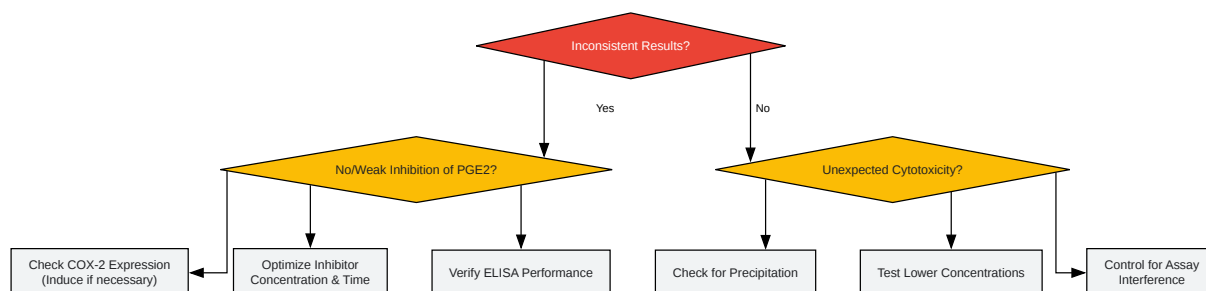 Inconsistent Results?
Yes
No
No/Weak Inhibition of PGE2?
Unexpected Cytotoxicity?
Check COX-2 Expression
(Induce if necessary)
Optimize Inhibitor
Concentration & Time
Verify ELISA Performance
Check for Precipitation
Test Lower Concentrations
Control for Assay
Interference